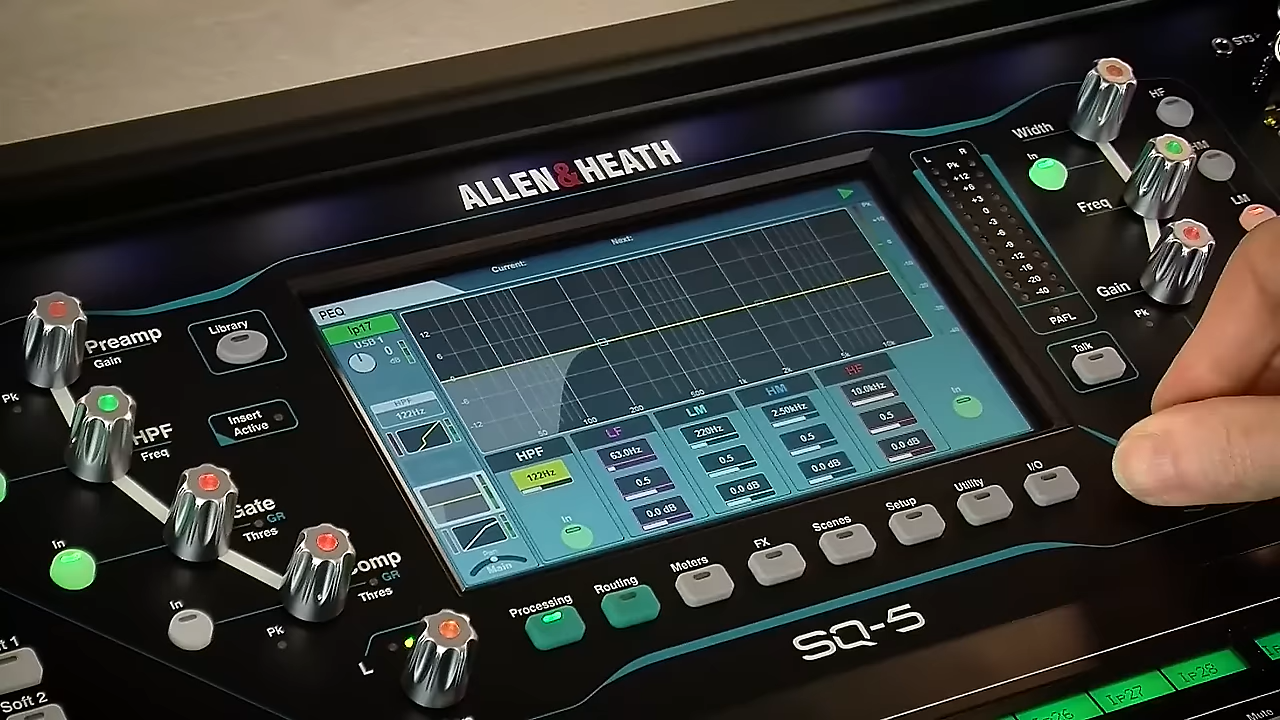 ST3
HF
Width
In
Freq
LM
Gain
Pk
ALLEN&HEATH
L R
Pk
+12
+6
+3
0
-3
-6
-9
-12
-16
-20
-40
PAFL
Talk
Preamp
Gain
Pk
Library
HPF
Freq
Insert
Active
Gate
GR
Thres
In
Comp
GR
Thres
In
Pk
L
Current:
Next:
PEQ
Ip17
USB 1
0
dB
HPF
122Hz
Pan
Main
12
6
0
-6
-12
50
100
200
500
1k
2k
5k
10k
HPF
122Hz
In
LF
63.0Hz
0.5
0.0 dB
LM
220Hz
0.5
0.0 dB
HM
2.50kHz
0.5
0.0 dB
HF
10.0kHz
0.5
0.0 dB
In
Processing
Routing
Meters
FX
Scenes
Setup
Utility
I/O
SQ-5
Soft 2
Ip27
Ip28
Mute